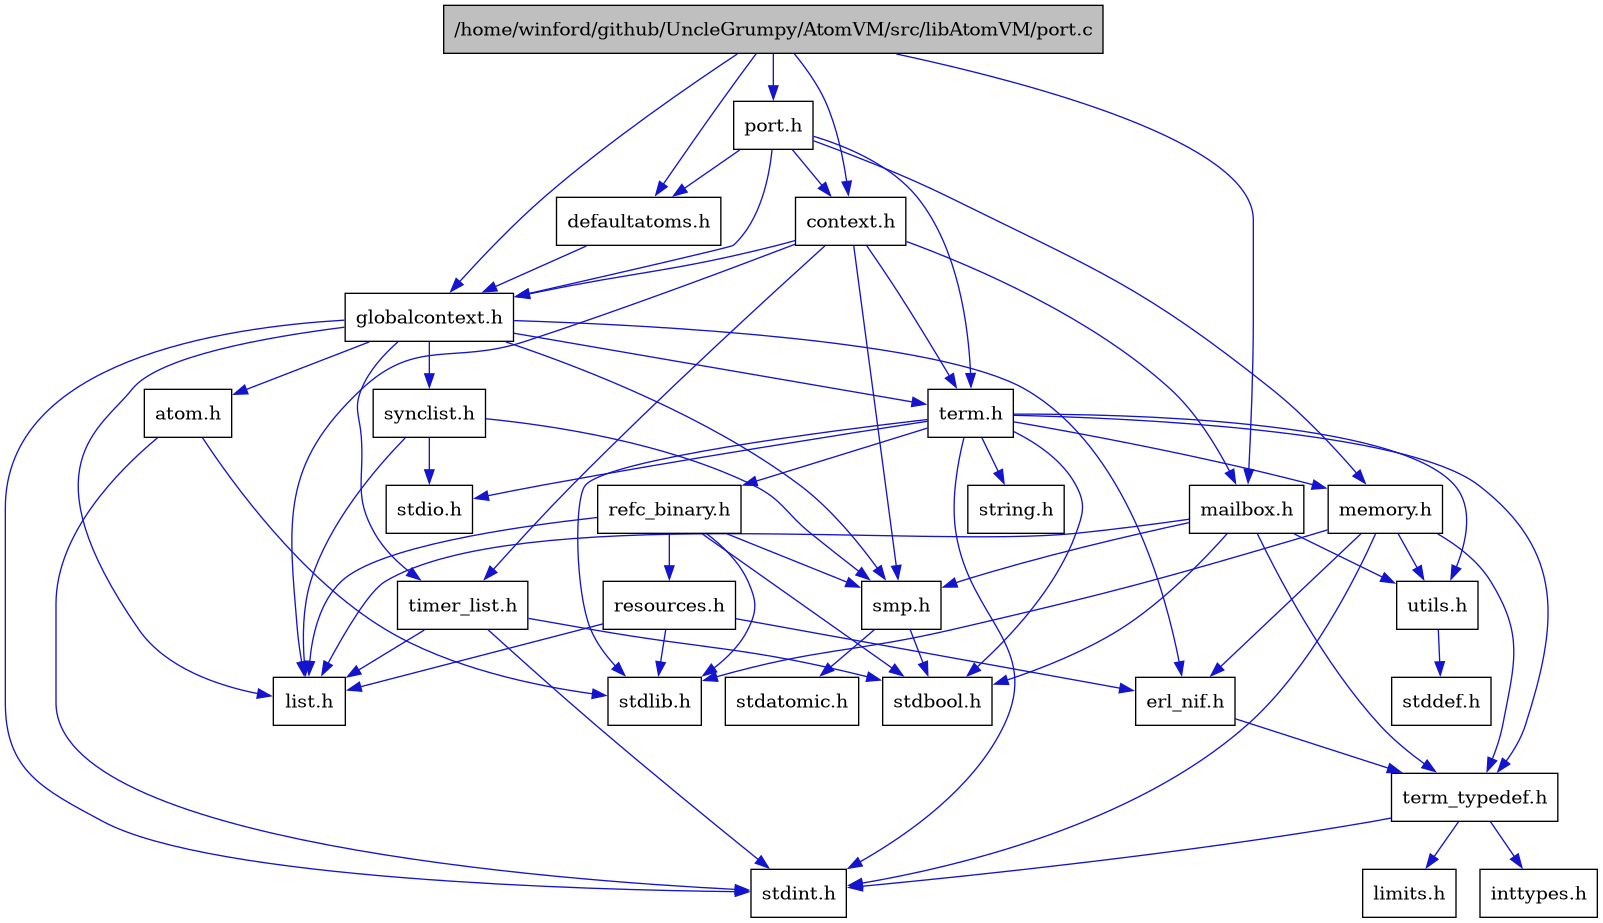 /home/winford/github/UncleGrumpy/AtomVM/src/libAtomVM/port.c
port.h
defaultatoms.h
context.h
globalcontext.h
atom.h
synclist.h
term.h
stdio.h
refc_binary.h
string.h
mailbox.h
memory.h
timer_list.h
resources.h
smp.h
utils.h
list.h
stdlib.h
stdatomic.h
stdbool.h
erl_nif.h
stddef.h
term_typedef.h
stdint.h
limits.h
inttypes.h